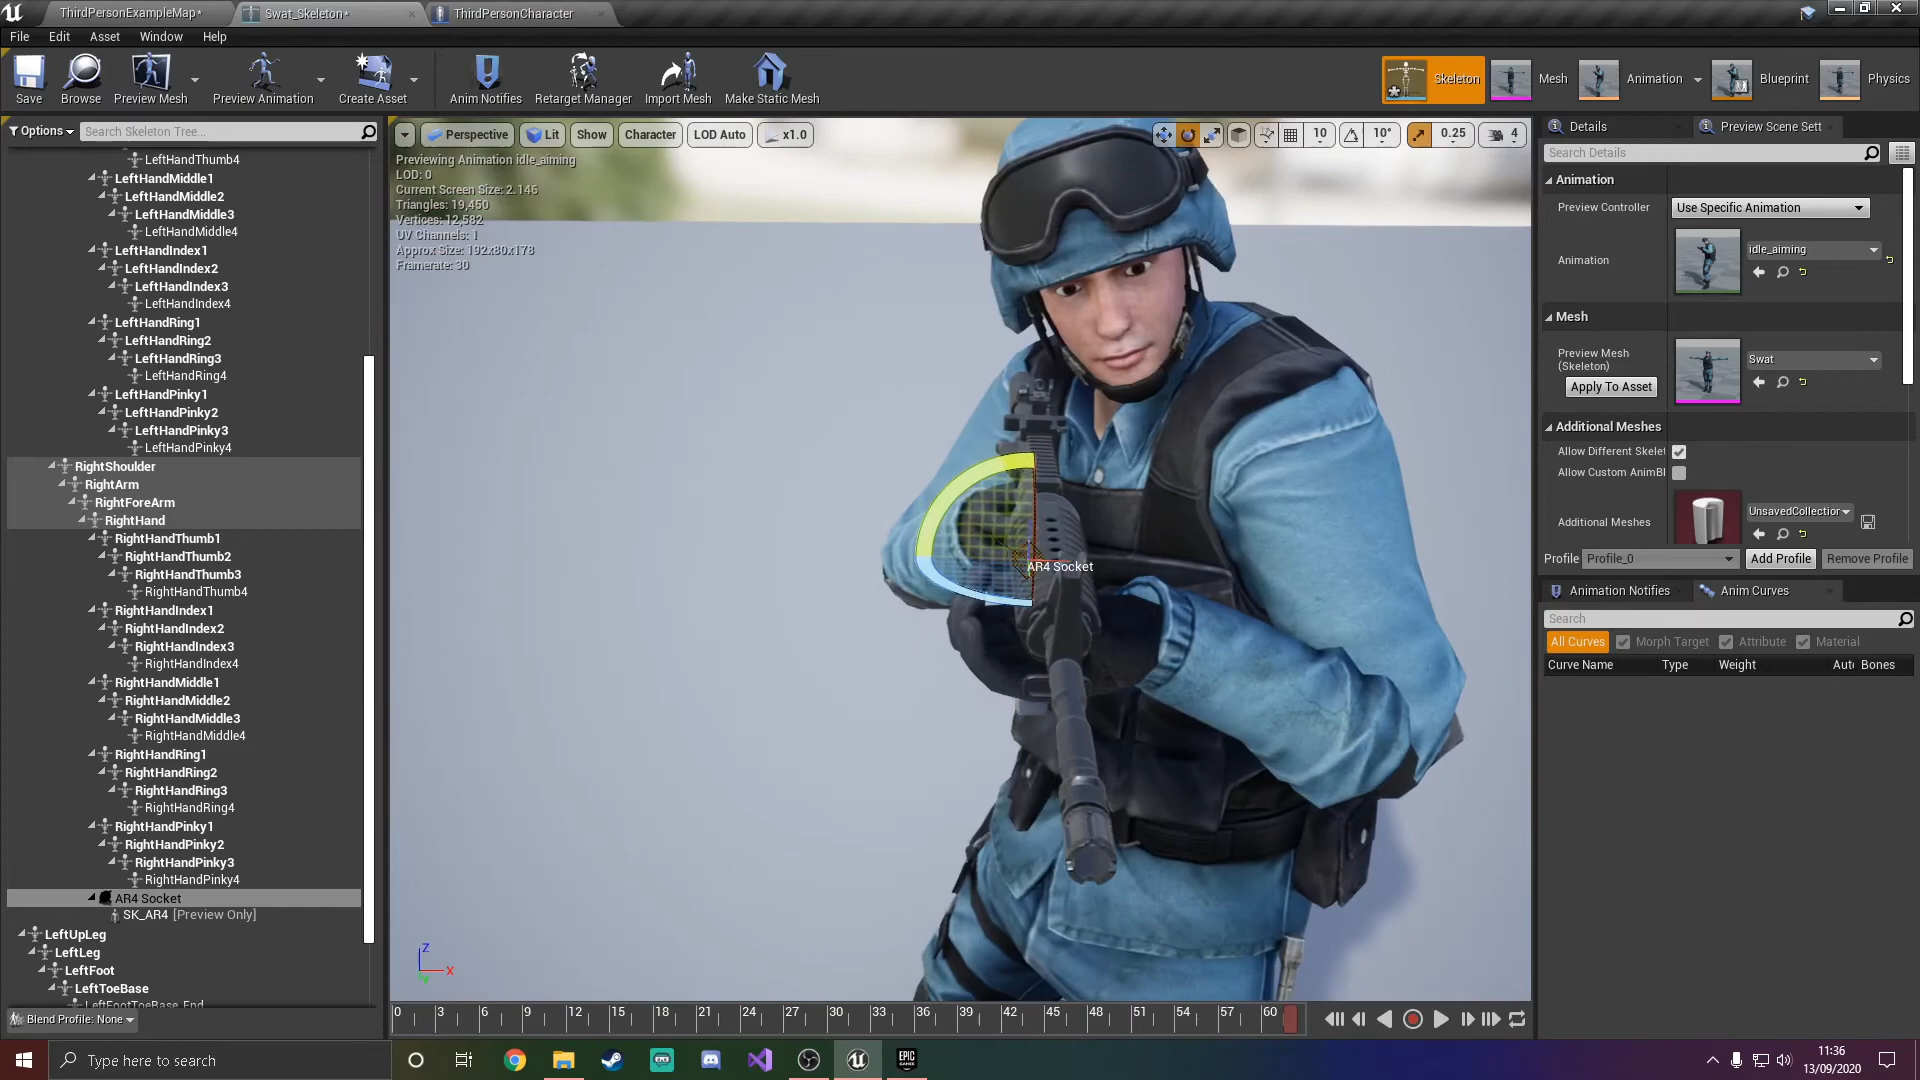 ThirdPersonExampleMap*
Swat_Skeleton*
ThirdPersonCharacter
File Edit Asset Window Help
Save
Browse
Preview Mesh
Preview Animation
Create Asset
Anim Notifies
Retarget Manager
Import Mesh
Make Static Mesh
Skeleton
Mesh
Animation
Blueprint
Physics
Options
Search Skeleton Tree...
LeftHandThumb4
LeftHandMiddle1
LeftHandMiddle2
LeftHandMiddle3
LeftHandMiddle4
LeftHandIndex1
LeftHandIndex2
LeftHandIndex3
LeftHandIndex4
LeftHandRing1
LeftHandRing2
LeftHandRing3
LeftHandRing4
LeftHandPinky1
LeftHandPinky2
LeftHandPinky3
LeftHandPinky4
RightShoulder
RightArm
RightForeArm
RightHand
RightHandThumb1
RightHandThumb2
RightHandThumb3
RightHandThumb4
RightHandIndex1
RightHandIndex2
RightHandIndex3
RightHandIndex4
RightHandMiddle1
RightHandMiddle2
RightHandMiddle3
RightHandMiddle4
RightHandRing1
RightHandRing2
RightHandRing3
RightHandRing4
RightHandPinky1
RightHandPinky2
RightHandPinky3
RightHandPinky4
AR4 Socket
SK_AR4 [Preview Only]
LeftUpLeg
LeftLeg
LeftFoot
LeftToeBase
LeftFootToeBase_End
Blend Profile: None
Perspective Lit Show Character LOD Auto x1.0
10 10° 0.25 4
Previewing Animation idle_aiming
LOD: 0
Current Screen Size: 2.146
Triangles: 19,450
Vertices: 12,582
UV Channels: 1
Approx Size: 192x80x178
Framerate: 30
AR4 Socket
Z
X
0 3 6 9 12 15 18 21 24 27 30 33 36 39 42 45 48 51 54 57 60
Details
Preview Scene Sett
Search Details
Animation
Preview Controller
Use Specific Animation
Animation
idle_aiming
Mesh
Preview Mesh
(Skeleton)
Apply To Asset
Swat
Additional Meshes
Allow Different Skelet
Allow Custom AnimBl
Additional Meshes
UnsavedCollection
Profile Profile_0 Add Profile Remove Profile
Animation Notifies
Anim Curves
Search
All Curves Morph Target Attribute Material
Curve Name Type Weight Aut Bones
Type here to search
EPIC
GAMES
11:36
13/09/2020